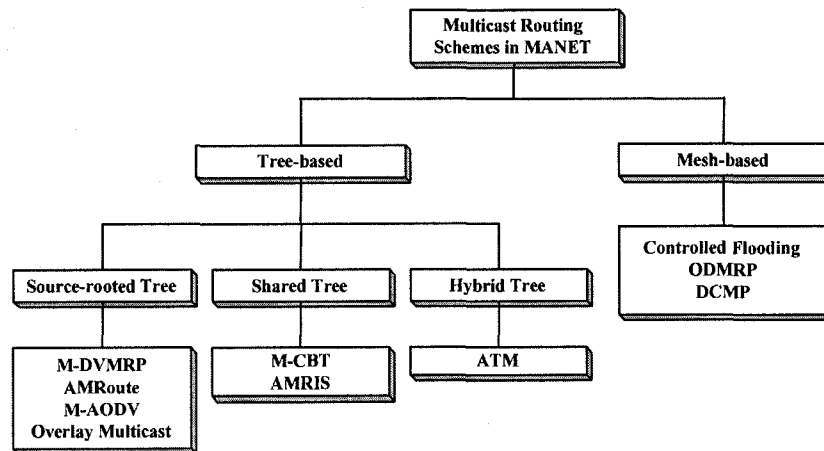 Multicast Routing
Schemes in MANET
Tree-based
Mesh-based
Source-rooted Tree
Shared Tree
Hybrid Tree
Controlled Flooding
ODMRP
DCMP
M-DVMRP
AMRoute
M-AODV
Overlay Multicast
M-CBT
AMRIS
ATM